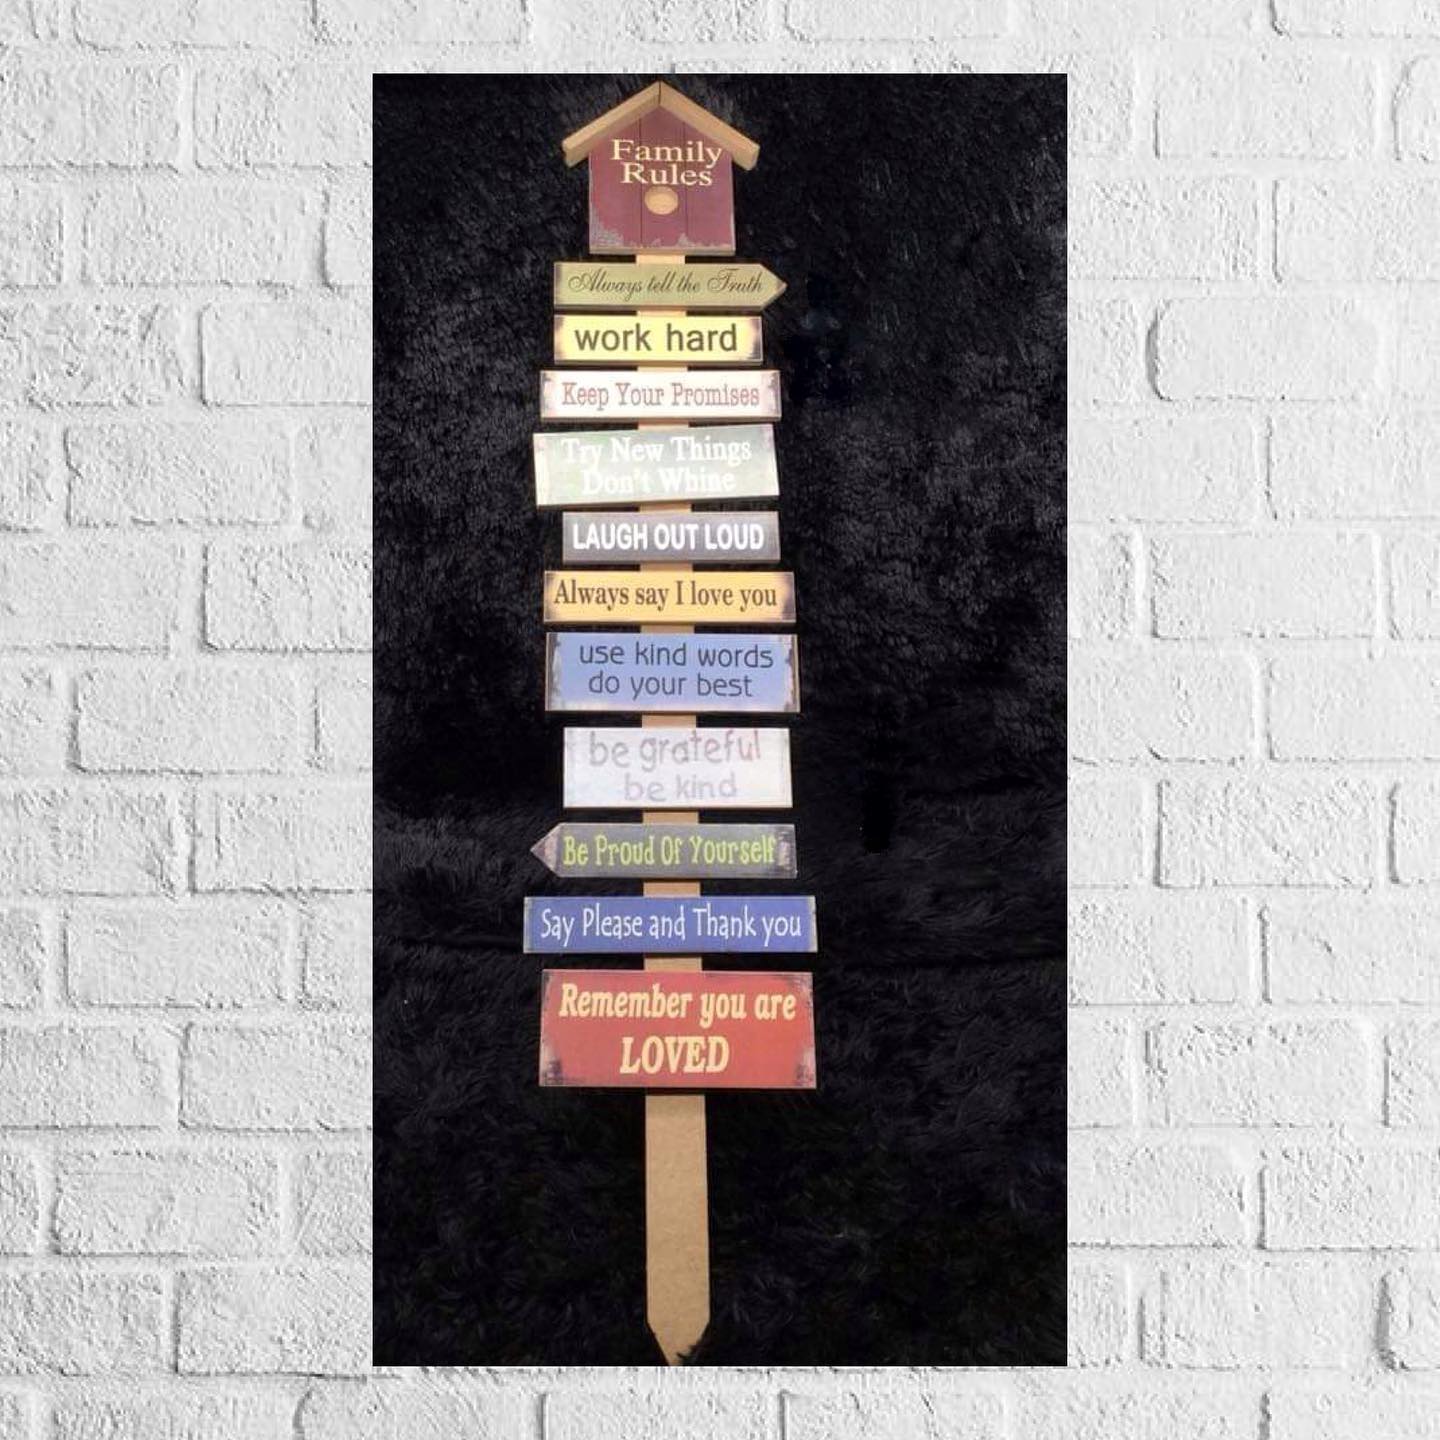 Family
Rules
Always tell the Truth
work hard
Keep Your Promises
Try New Things
Don't Whine
LAUGH OUT LOUD
Always say I love you
use kind words
do your best
be grateful
be kind
Be Proud Of Yourself
Say Please and Thank you
Remember you are
LOVED